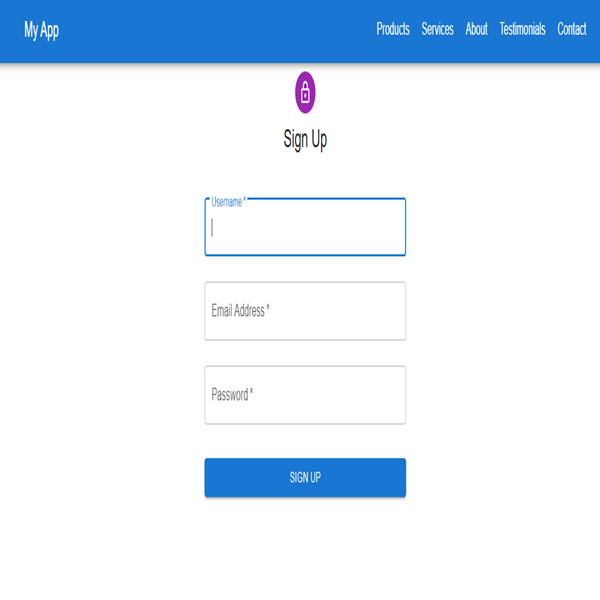 My App Products Services About Testimonials Contact
Sign Up
Username *
Email Address *
Password *
SIGN UP